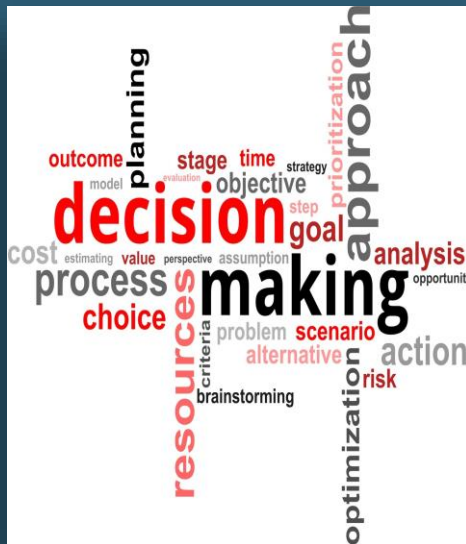 approach
planning
prioritization
outcome
stage
time
strategy
model
evaluation
objective
decision
step
goal
cost
estimating
value
perspective
assumption
analysis
process
making
opportunit
resources
choice
criteria
problem
scenario
alternative
action
optimization
risk
brainstorming